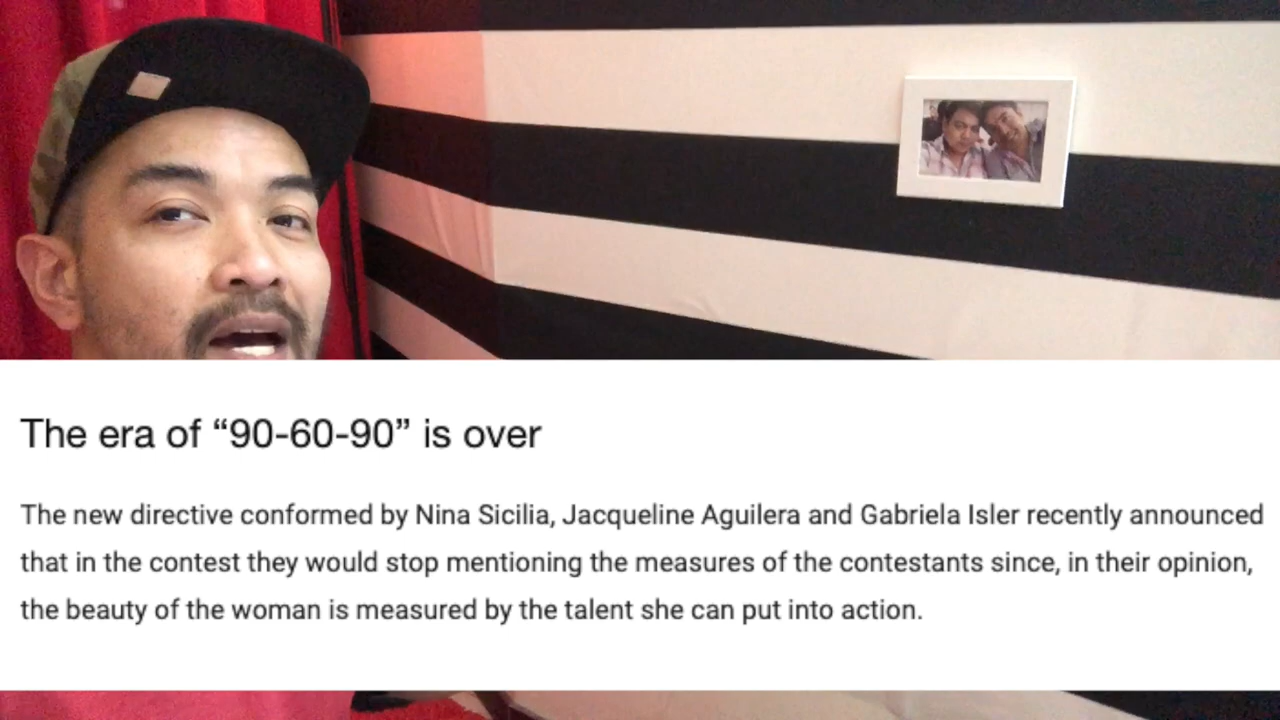 The era of “90-60-90” is over
The new directive conformed by Nina Sicilia, Jacqueline Aguilera and Gabriela Isler recently announced
that in the contest they would stop mentioning the measures of the contestants since, in their opinion,
the beauty of the woman is measured by the talent she can put into action.